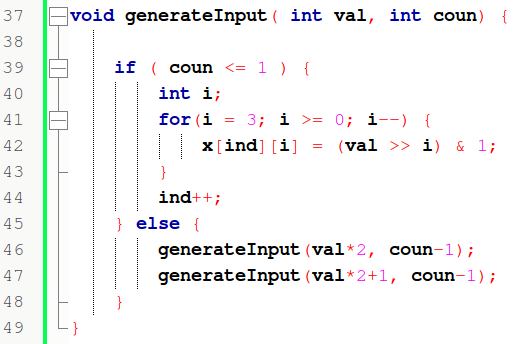 37 void generateInput( int val, int coun) {
38
39 if ( coun <= 1 ) {
40 int i;
41 for(i = 3; i >= 0; i--) {
42 x[ind][i] = (val >> i) & 1;
43 }
44 ind++;
45 } else {
46 generateInput(val*2, coun-1);
47 generateInput(val*2+1, coun-1);
48 }
49 }